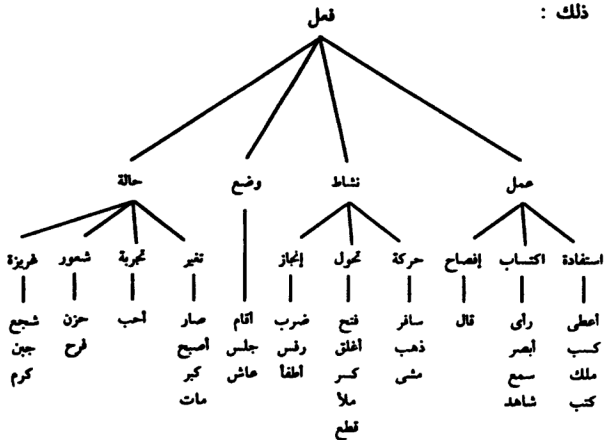 ذلك :
فعل
عمل نشاط وضع حالة
استفادة اكتساب إفصاح حركة تحول إنجاز تغير تجربة شعور غريزة
أعطى رأى قال سافر فتح ضرب أقام صار أحب حزن شجع
كسب أبصر ذهب أغلق رفس جلس أصبح فرح جبن
ملك سمع مشى كسر أطفأ عاش كبر كرم
كتب شاهد ملأ مات
قطع